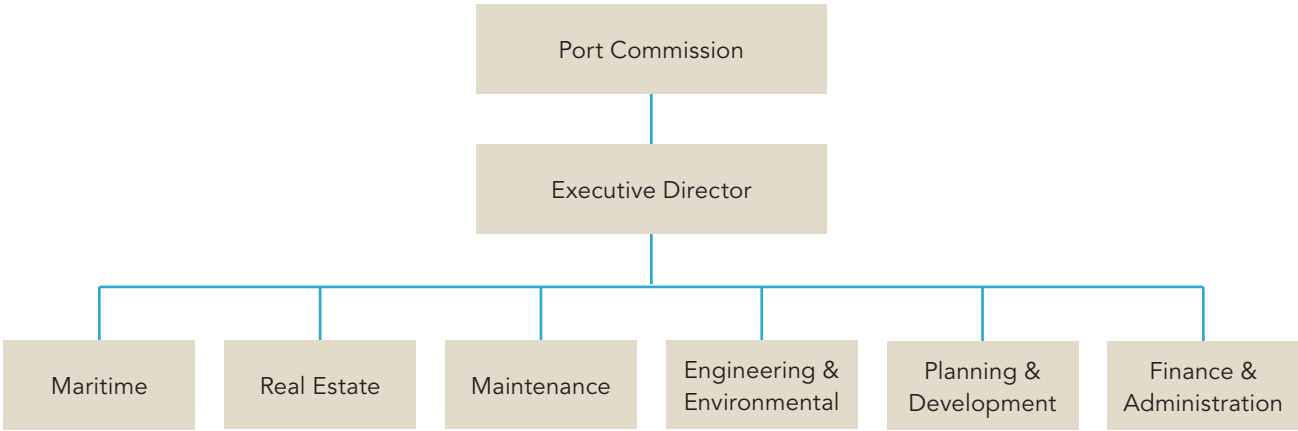 Port Commission
Executive Director
Maritime
Real Estate
Maintenance
Engineering &
Environmental
Planning &
Development
Finance &
Administration